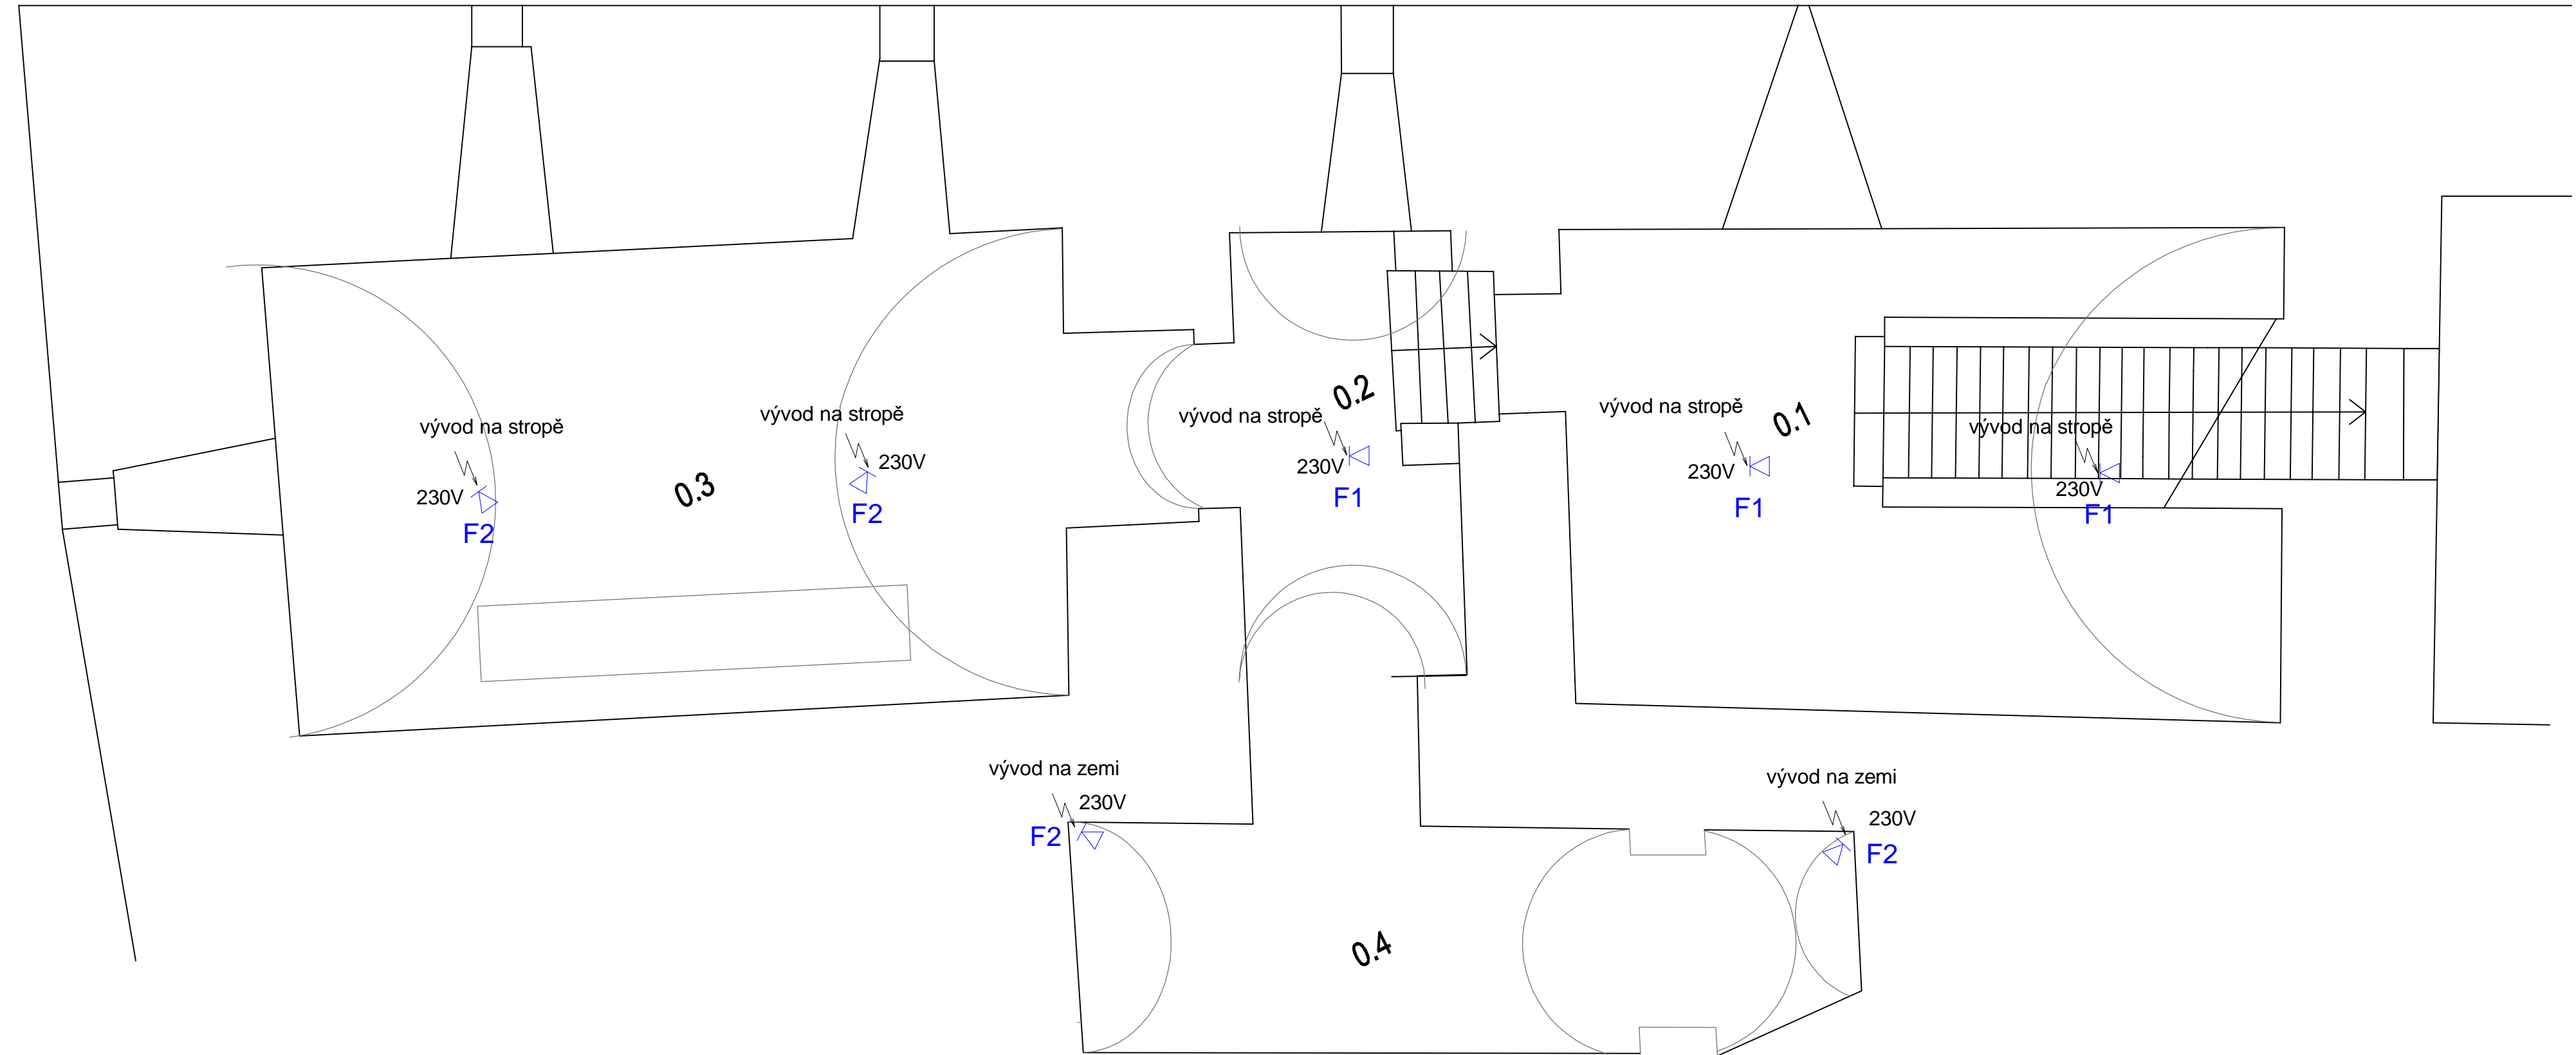 0.2
vývod na stropě
vývod na stropě
vývod na stropě
0.1
vývod na stropě
vývod na stropě
230V
230V
230V
230V
230V
0.3
F2
F2
F1
F1
F1
vývod na zemi
230V
F2
vývod na zemi
230V
F2
0.4